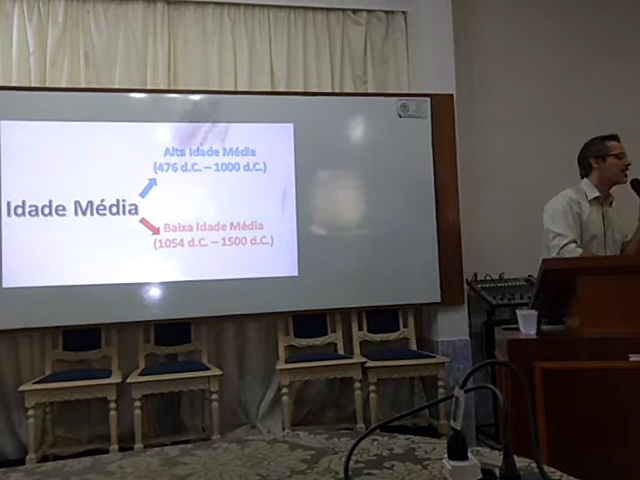 Alta Idade Média
(476 d.C. – 1000 d.C.)
Idade Média
Baixa Idade Média
(1054 d.C. – 1500 d.C.)